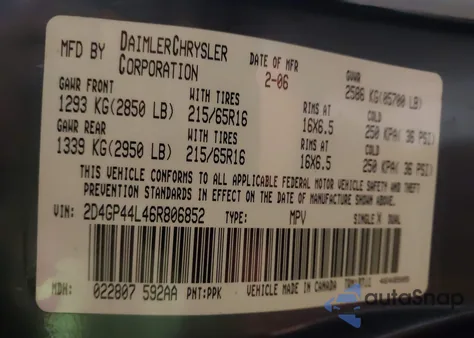 MFD BY DAIMLERCHRYSLER CORPORATION
DATE OF MFR 2-06
GVWR 2586 KG(05700 LB)
GAWR FRONT WITH TIRES RIMS AT COLD
1293 KG(2850 LB) 215/65R16 16X6.5 250 KPA( 36 PSI)
GAWR REAR WITH TIRES RIMS AT COLD
1339 KG(2950 LB) 215/65R16 16X6.5 250 KPA( 36 PSI)
THIS VEHICLE CONFORMS TO ALL APPLICABLE FEDERAL MOTOR VEHICLE SAFETY AND THEFT
PREVENTION STANDARDS IN EFFECT ON THE DATE OF MANUFACTURE SHOWN ABOVE.
VIN: 2D4GP44L46R806852 TYPE: MPV SINGLE X DUAL
MDH: 022807 592AA PNT:PPK VEHICLE MADE IN CANADA
autoSnap